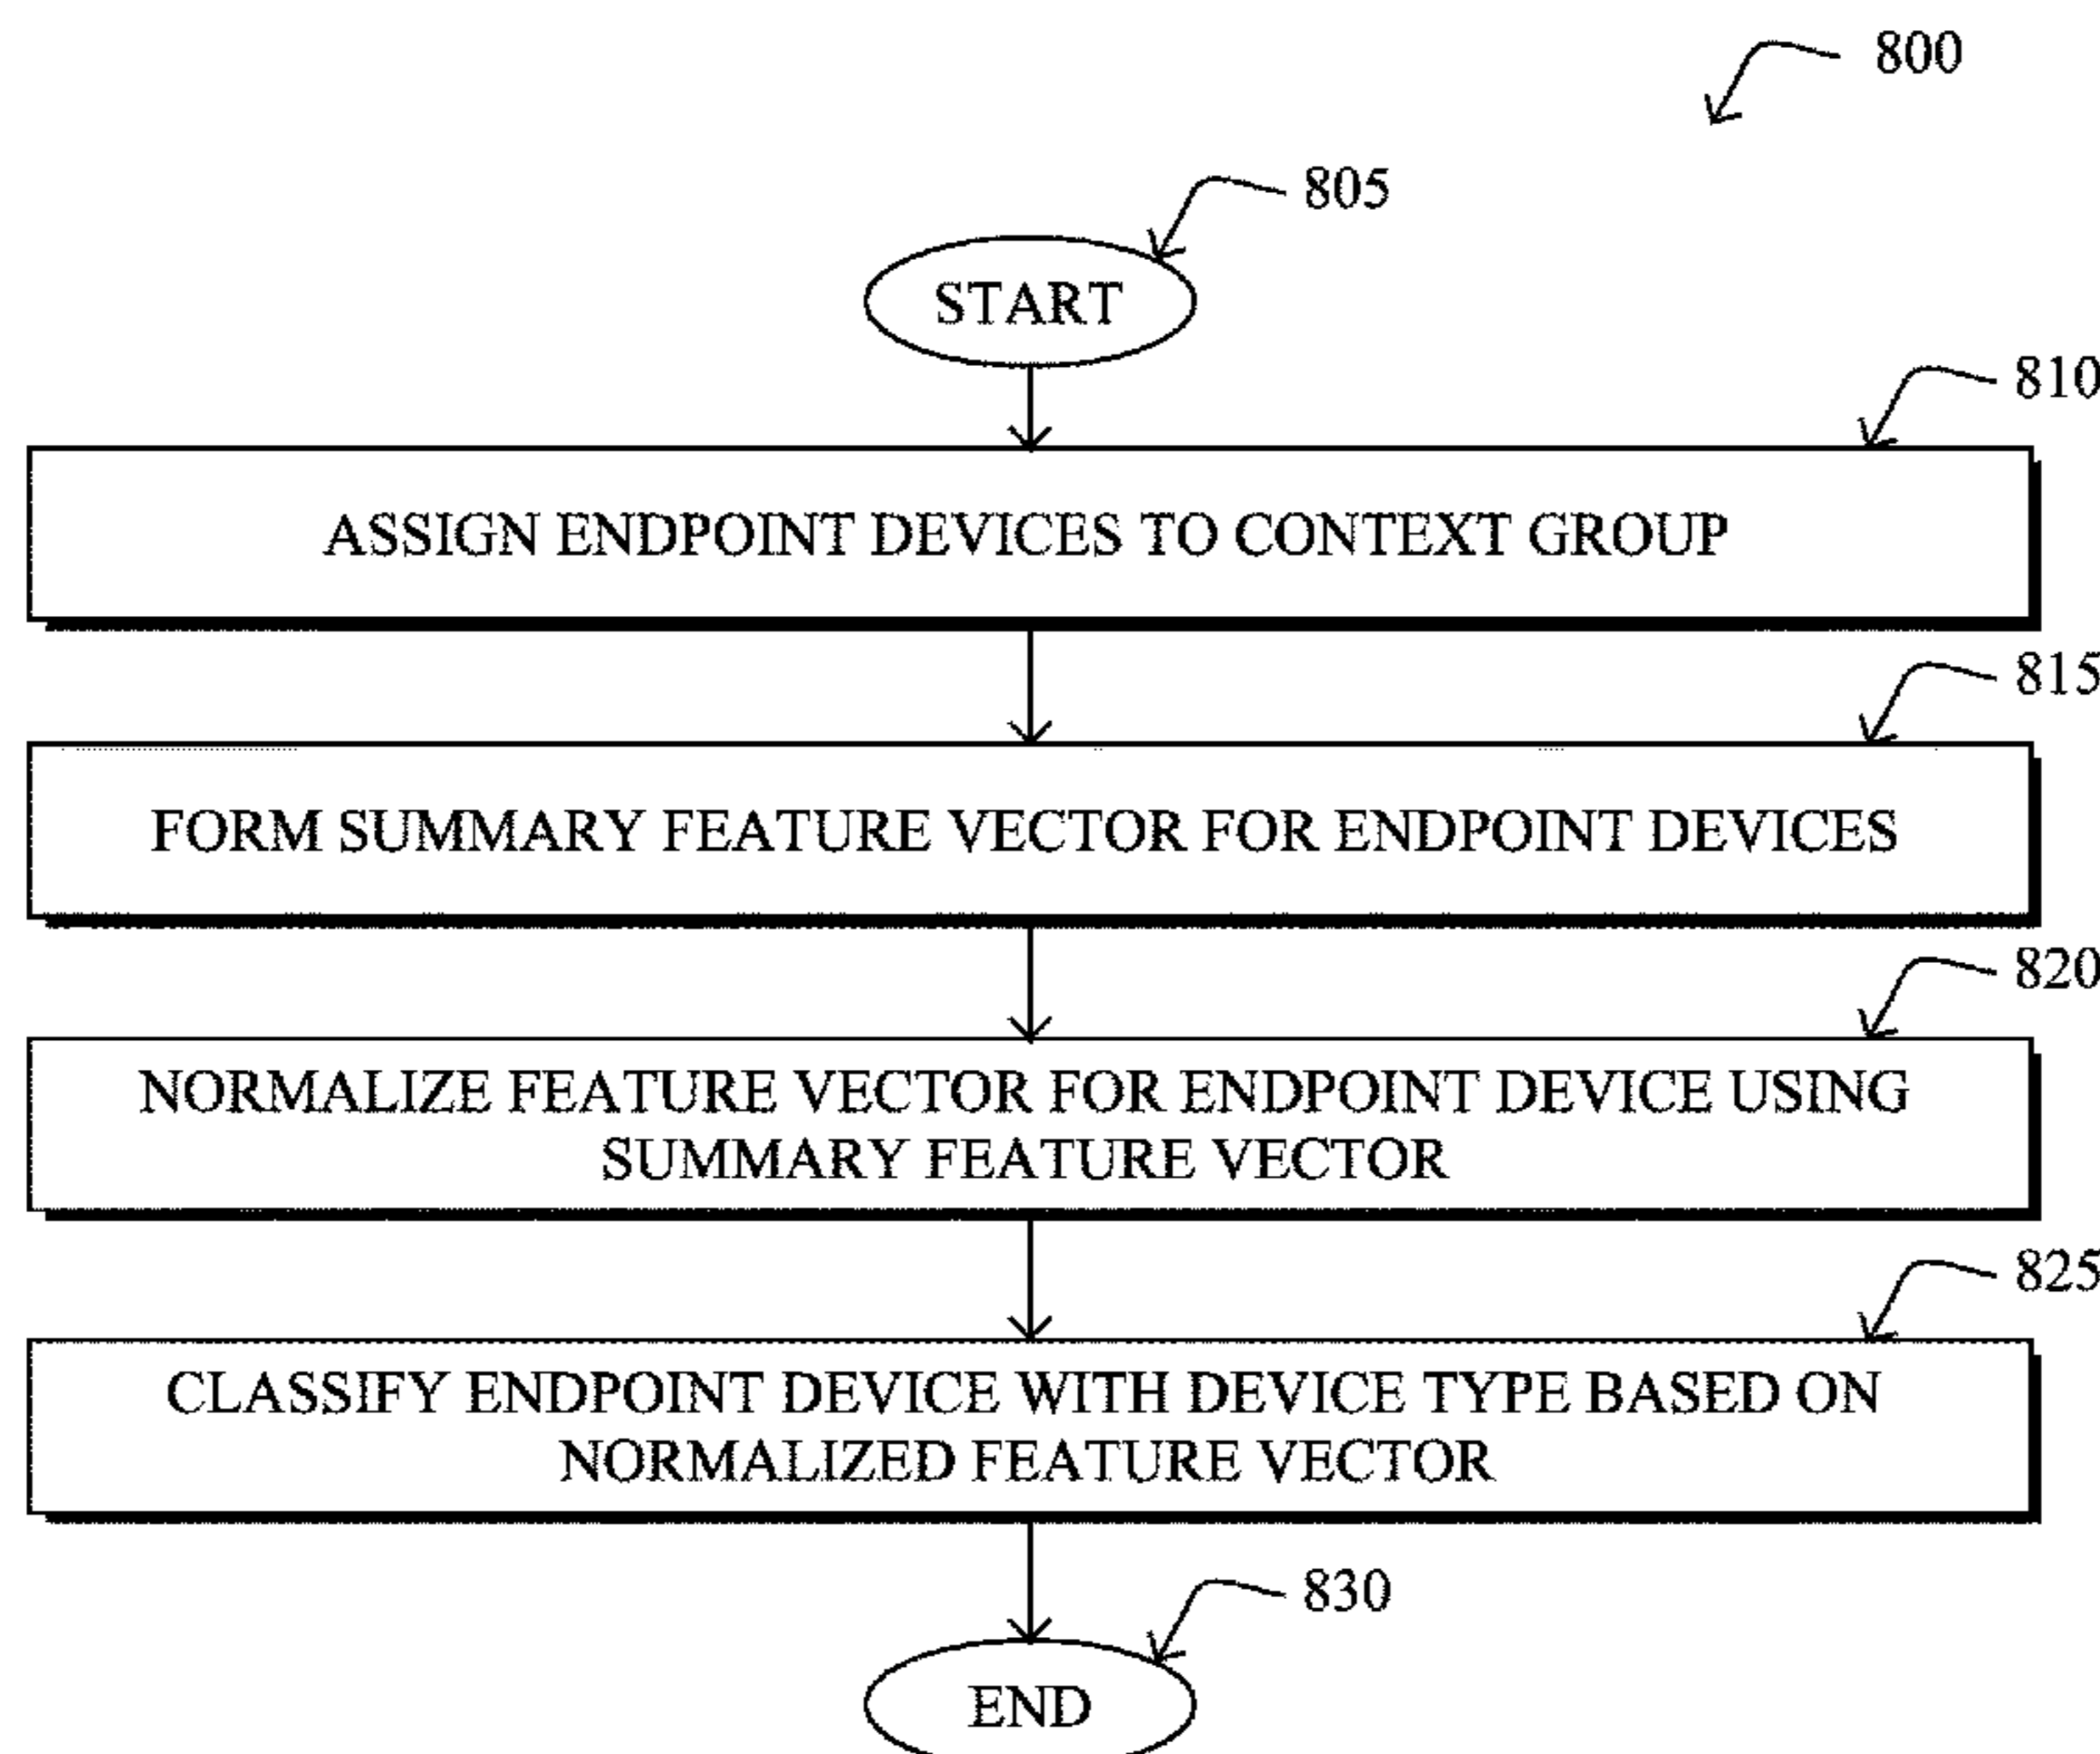 800
805
START
810
ASSIGN ENDPOINT DEVICES TO CONTEXT GROUP
815
FORM SUMMARY FEATURE VECTOR FOR ENDPOINT DEVICES
820
NORMALIZE FEATURE VECTOR FOR ENDPOINT DEVICE USING
SUMMARY FEATURE VECTOR
825
CLASSIFY ENDPOINT DEVICE WITH DEVICE TYPE BASED ON
NORMALIZED FEATURE VECTOR
830
END